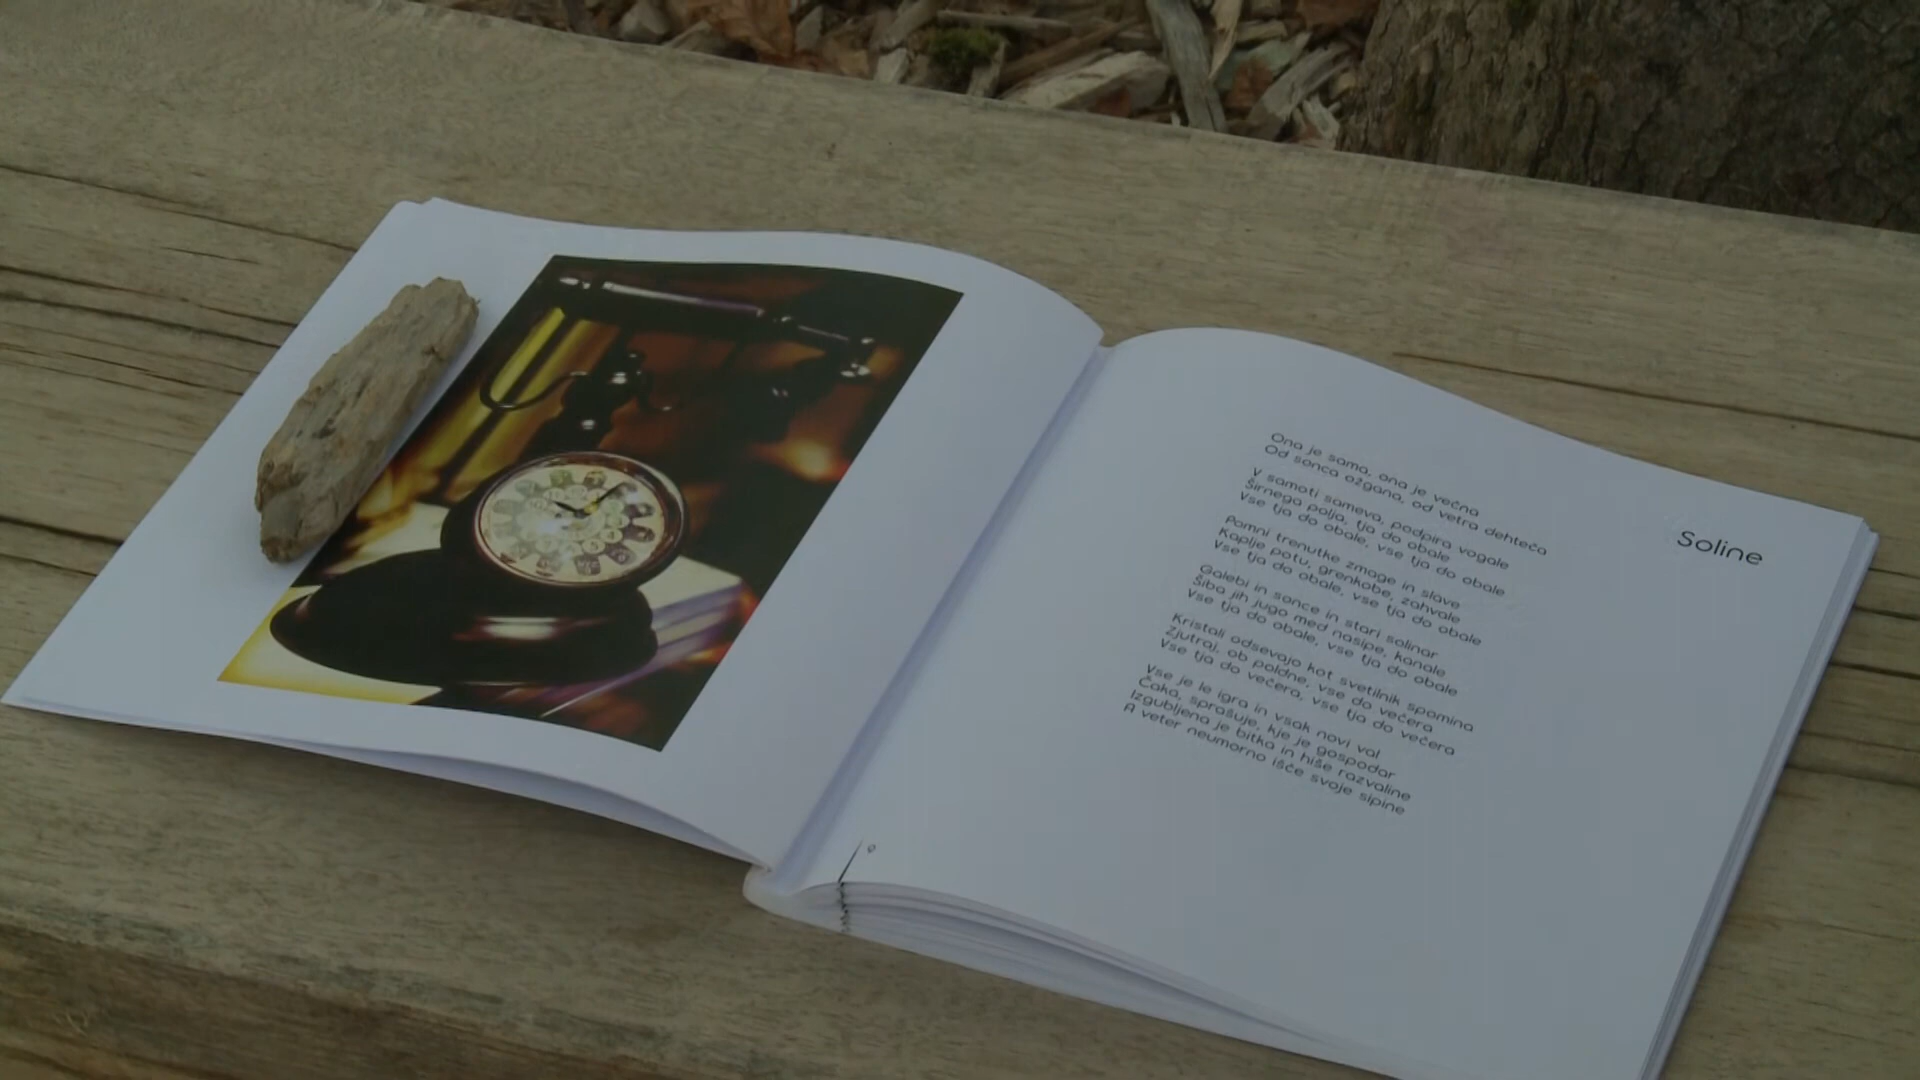 Soline
Ona je sama, ona je večna
Od sonca ožgana, od vetra dehteča
V samoti sameva, podpira vogale
Širnega polja, tja do obale
Vse tja do obale, vse tja do obale
Pomni trenutke zmage in slave
Kaplje potu, grenkobe, zahvale
Vse tja do obale, vse tja do obale
Galebi in sonce in stari solinar
Šiba jih jugo med nasipe, kanale
Vse tja do obale, vse tja do obale
Kristali odsevajo kot svetilnik spomina
Zjutraj, ob poldne, vse do večera
Vse tja do večera, vse tja do večera
Vse je le igra in vsak novi val
Čaka, sprašuje, kje je gospodar
Izgubljena je bitka in hiše razvaline
A veter neumorno išče svoje sipine